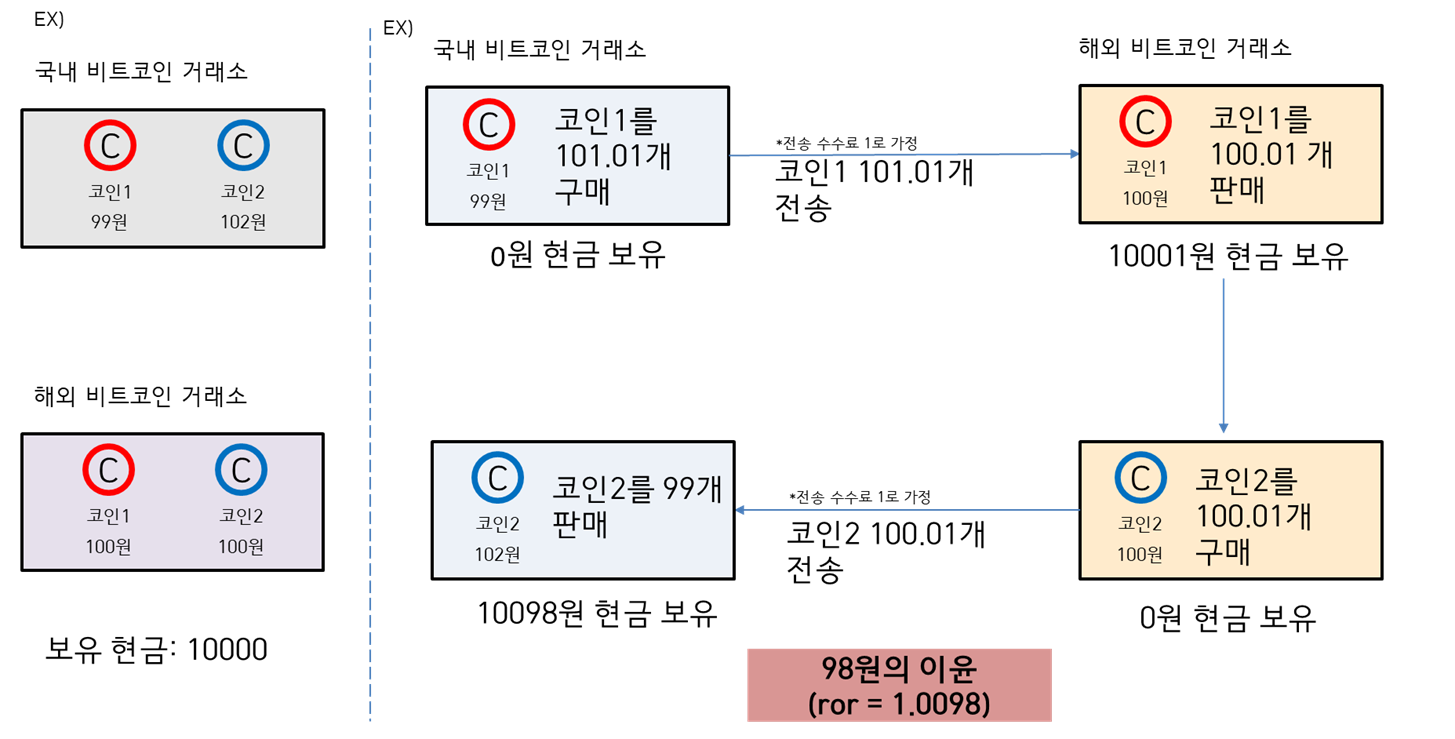 EX)
국내 비트코인 거래소
C
C
코인1
코인2
99원
102원
해외 비트코인 거래소
C
C
코인1
코인2
100원
100원
보유 현금: 10000
EX)
국내 비트코인 거래소
C
코인1
99원
코인1를
101.01개
구매
0원 현금 보유
*전송 수수료 1로 가정
코인1 101.01개
전송
해외 비트코인 거래소
C
코인1
100원
코인1를
100.01 개
판매
10001원 현금 보유
C
코인2
100원
코인2를
100.01개
구매
0원 현금 보유
*전송 수수료 1로 가정
코인2 100.01개
전송
C
코인2
102원
코인2를 99개
판매
10098원 현금 보유
98원의 이윤
(ror = 1.0098)